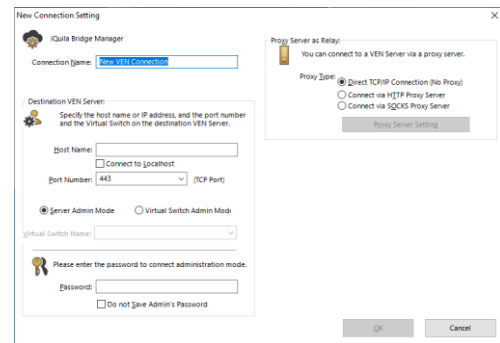 New Connection Setting
iQuila Bridge Manager
Connection Name: New VEN Connection
Destination VEN Server:
Specify the host name or IP address, and the port number
and the Virtual Switch on the destination VEN Server.
Host Name:
Connect to Localhost
Port Number: 443 (TCP Port)
Server Admin Mode Virtual Switch Admin Mode
Virtual Switch Name:
Please enter the password to connect administration mode.
Password:
Do not Save Admin's Password
Proxy Server as Relay:
You can connect to a VEN Server via a proxy server.
Proxy Type: Direct TCP/IP Connection (No Proxy)
Connect via HTTP Proxy Server
Connect via SOCKS Proxy Server
Proxy Server Setting
OK Cancel